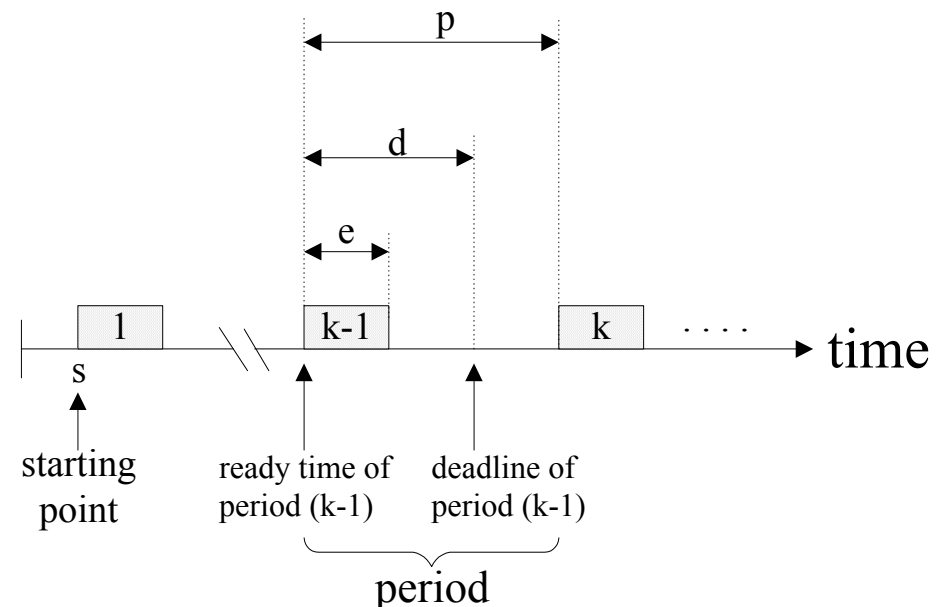 p
d
e
1
k-1
k
. . . .
time
s
starting
point
ready time of
period (k-1)
deadline of
period (k-1)
period